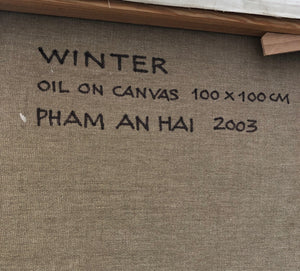 WINTER
OIL ON CANVAS 100 X 100 CM
PHAM AN HAI 2003